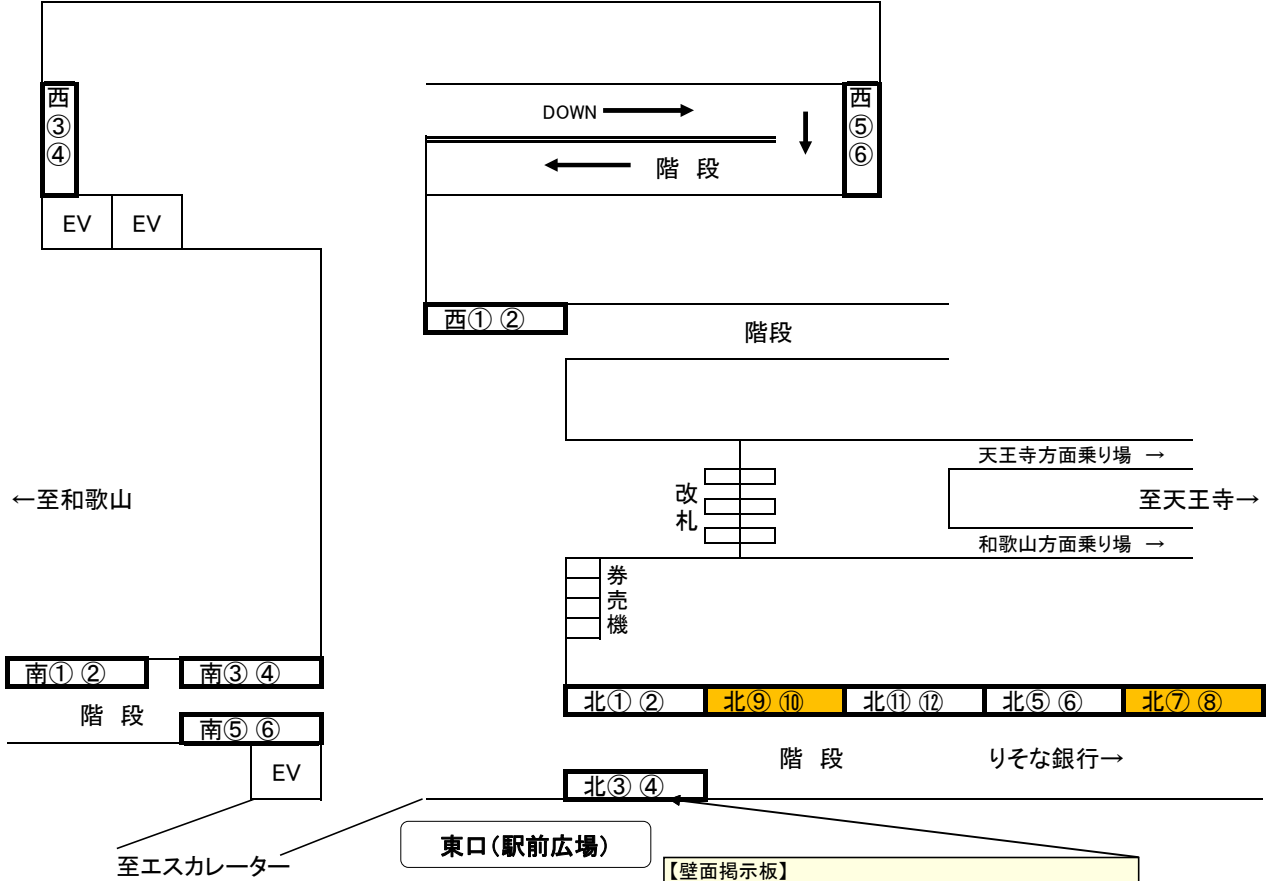 西③④
DOWN
西⑤⑥
階 段
EV EV
西① ②
階段
天王寺方面乗り場 →
←至和歌山
改札
至天王寺→
和歌山方面乗り場 →
券売機
南① ②
南③ ④
北① ②
北⑨ ⑩
北⑪ ⑫
北⑤ ⑥
北⑦ ⑧
階 段
南⑤ ⑥
階 段
りそな銀行→
EV
北③ ④
東口(駅前広場)
至エスカレーター
【壁面掲示板】